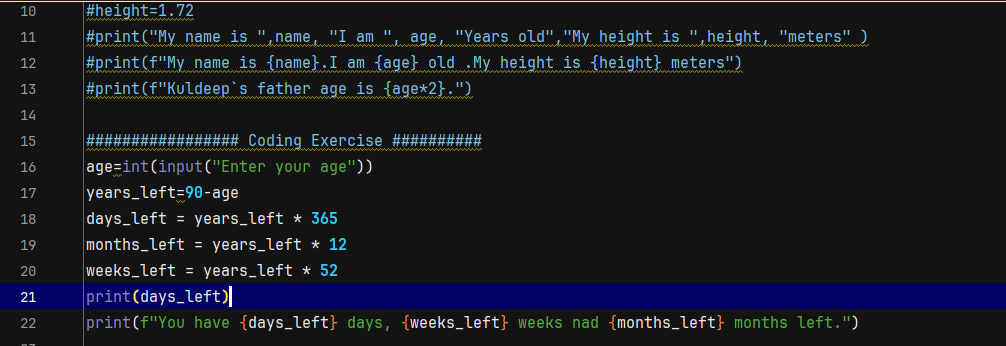 10 #height=1.72
11 #print("My name is ",name, "I am ", age, "Years old","My height is ",height, "meters" )
12 #print(f"My name is {name}.I am {age} old .My height is {height} meters")
13 #print(f"Kuldeep`s father age is {age*2}.")
14
15 ################# Coding Exercise ##########
16 age=int(input("Enter your age"))
17 years_left=90-age
18 days_left = years_left * 365
19 months_left = years_left * 12
20 weeks_left = years_left * 52
21 print(days_left)
22 print(f"You have {days_left} days, {weeks_left} weeks nad {months_left} months left.")